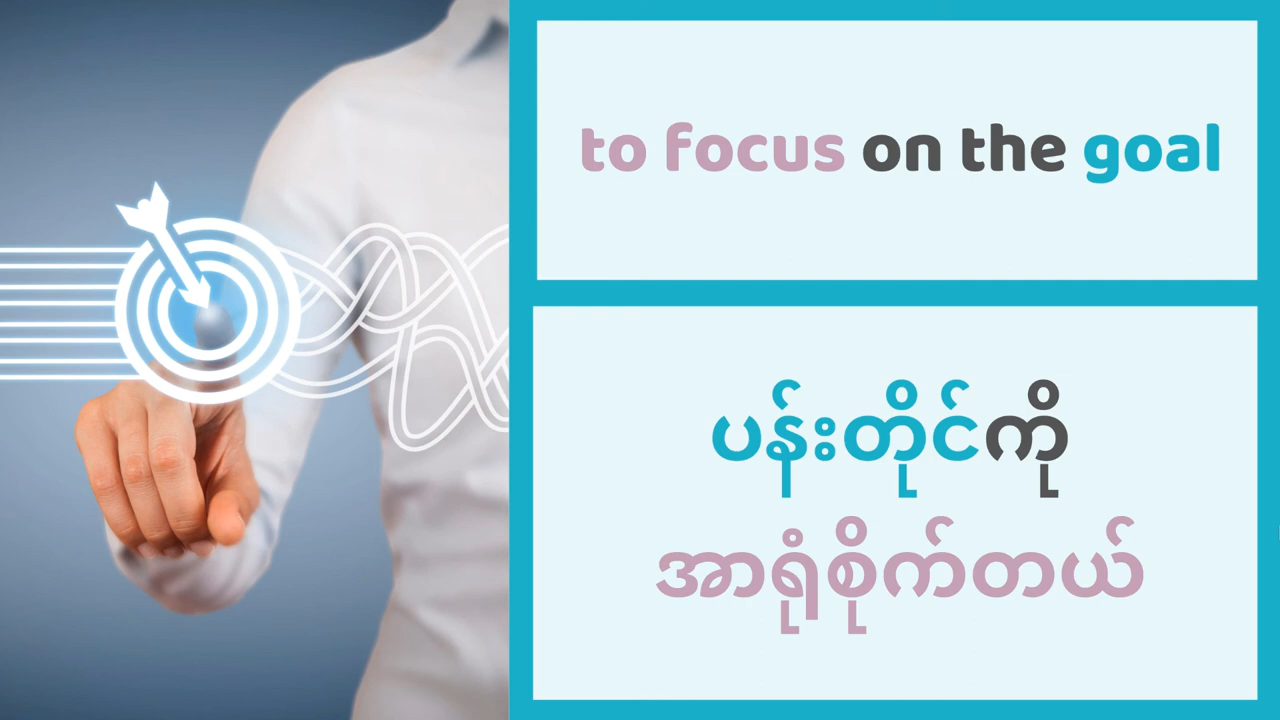 to focus on the goal
ပန်းတိုင်ကို
အာရုံစိုက်တယ်